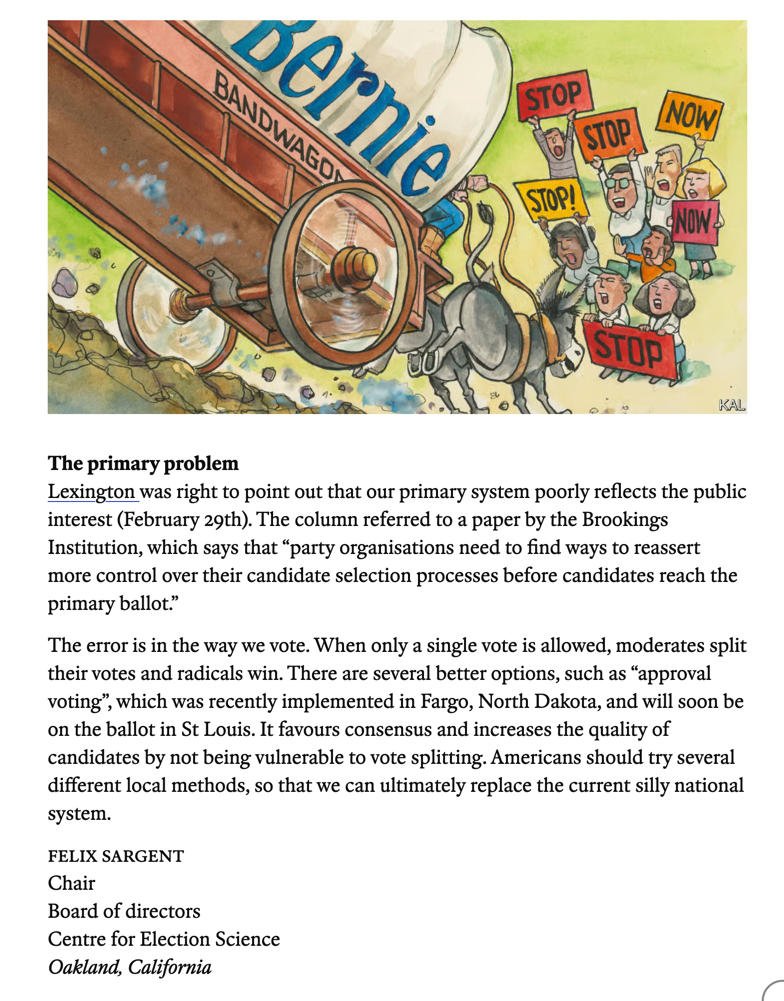 Bernie
BANDWAGON
STOP
STOP
NOW
STOP!
NOW
STOP
KAL
The primary problem
Lexington was right to point out that our primary system poorly reflects the public
interest (February 29th). The column referred to a paper by the Brookings
Institution, which says that “party organisations need to find ways to reassert
more control over their candidate selection processes before candidates reach the
primary ballot.”
The error is in the way we vote. When only a single vote is allowed, moderates split
their votes and radicals win. There are several better options, such as “approval
voting”, which was recently implemented in Fargo, North Dakota, and will soon be
on the ballot in St Louis. It favours consensus and increases the quality of
candidates by not being vulnerable to vote splitting. Americans should try several
different local methods, so that we can ultimately replace the current silly national
system.
FELIX SARGENT
Chair
Board of directors
Centre for Election Science
Oakland, California